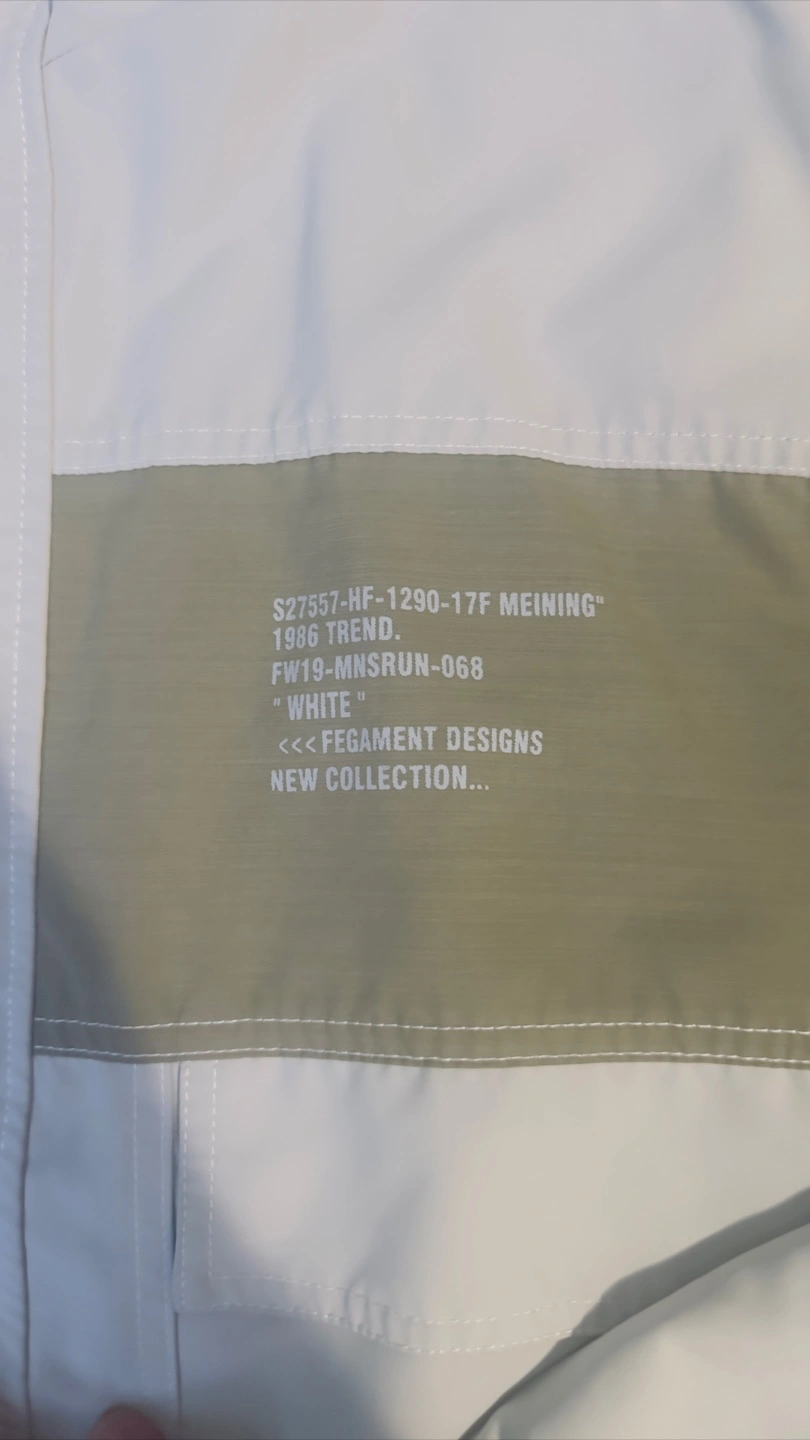 S27557-HF-1290-17F MEINING"
1986 TREND.
FW19-MNSRUN-068
" WHITE "
<<< FEGAMENT DESIGNS
NEW COLLECTION...